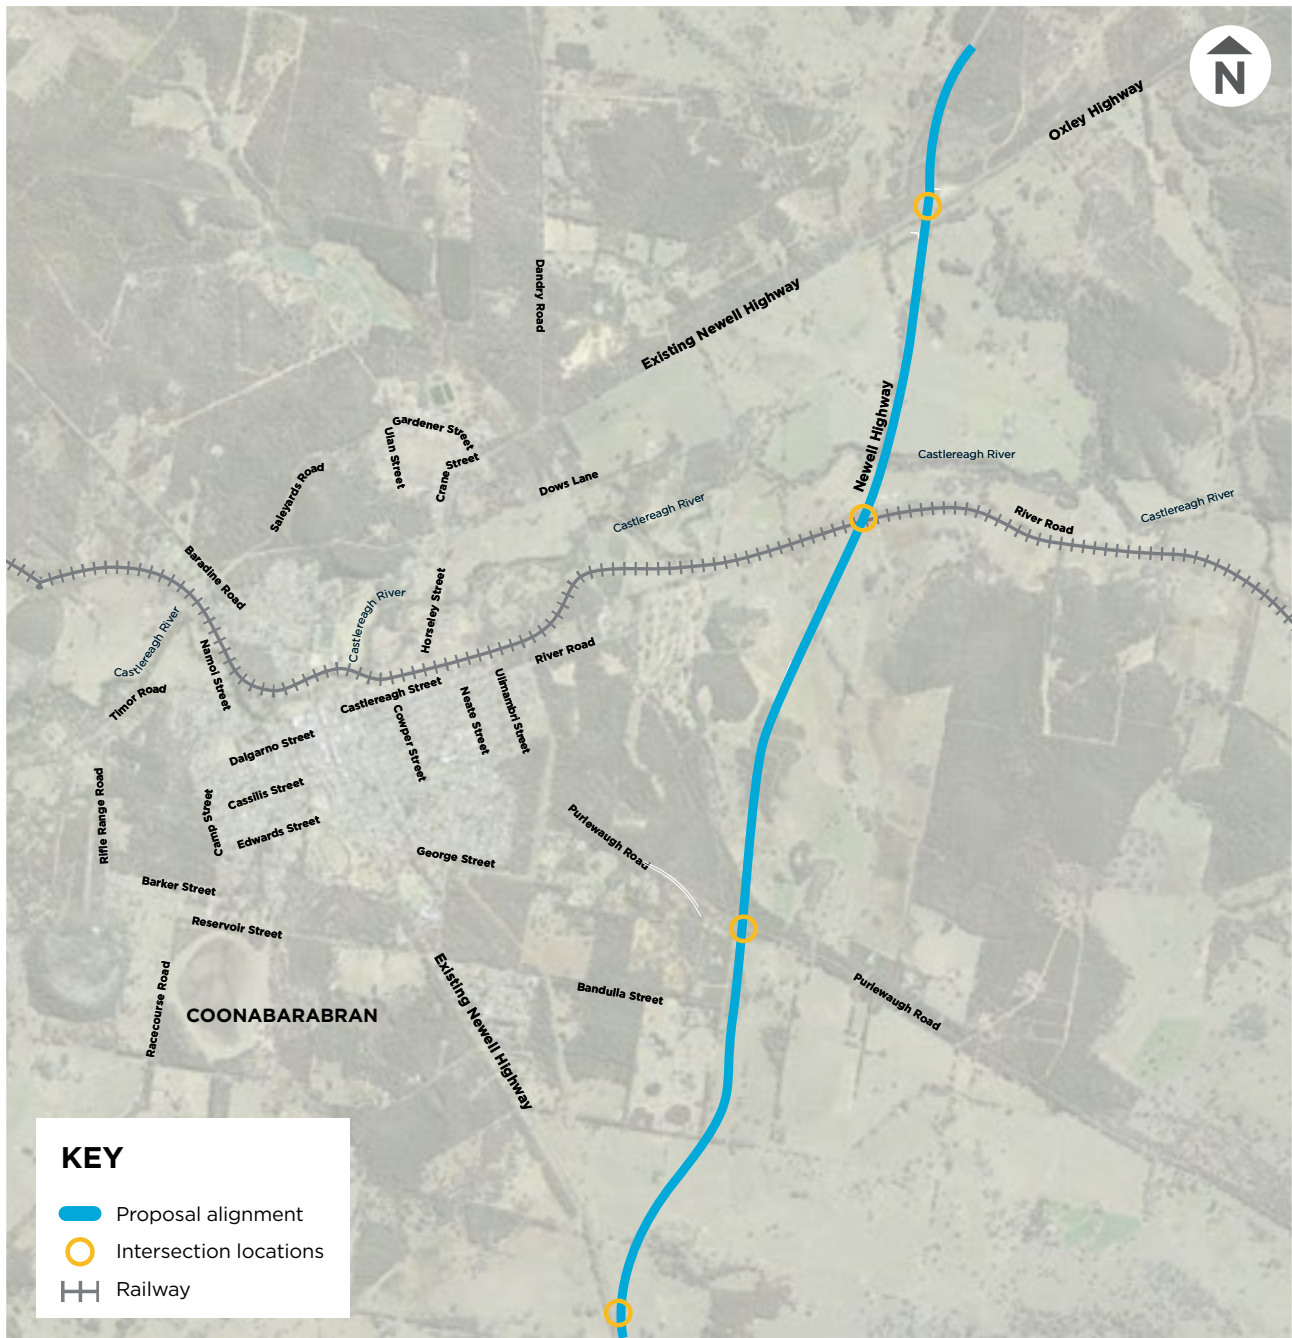 N
Oxley Highway
Dandry Road
Existing Newell Highway
Newell Highway
Gardener Street
Ulan Street
Crane Street
Saleyards Road
Dows Lane
Castlereagh River
Castlereagh River
Castlereagh River
River Road
Baradine Road
Castlereagh River
Castlereagh River
Horseley Street
Namoi Street
River Road
Timor Road
Castlereagh Street
Ulimambri Street
Neate Street
Cowper Street
Dalgarno Street
Rifle Range Road
Camp Street
Cassilis Street
Edwards Street
Purlewaugh Road
George Street
Barker Street
Reservoir Street
Racecourse Road
COONABARABRAN
Existing Newell Highway
Bandulla Street
Purlewaugh Road
KEY
Proposal alignment
Intersection locations
Railway